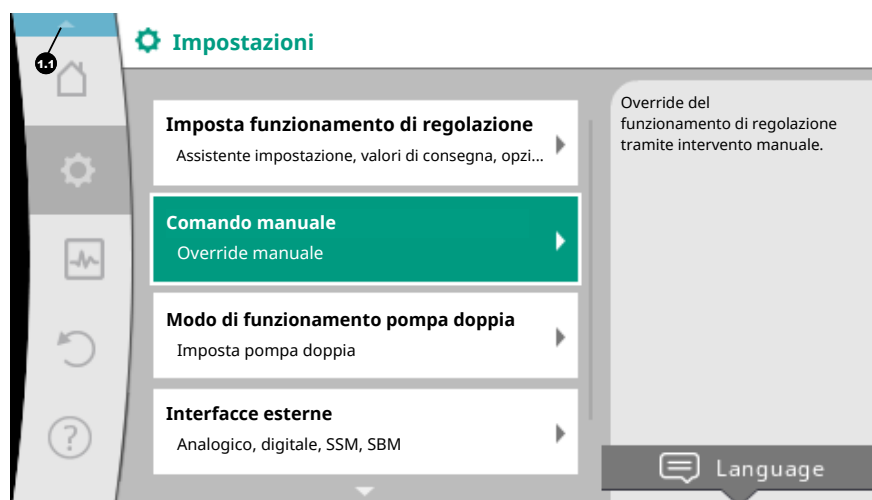 1.1
Impostazioni
Imposta funzionamento di regolazione
Assistente impostazione, valori di consegna, opzi...
Comando manuale
Override manuale
Modo di funzionamento pompa doppia
Imposta pompa doppia
Interfacce esterne
Analogico, digitale, SSM, SBM
Override del
funzionamento di regolazione
tramite intervento manuale.
?
Language